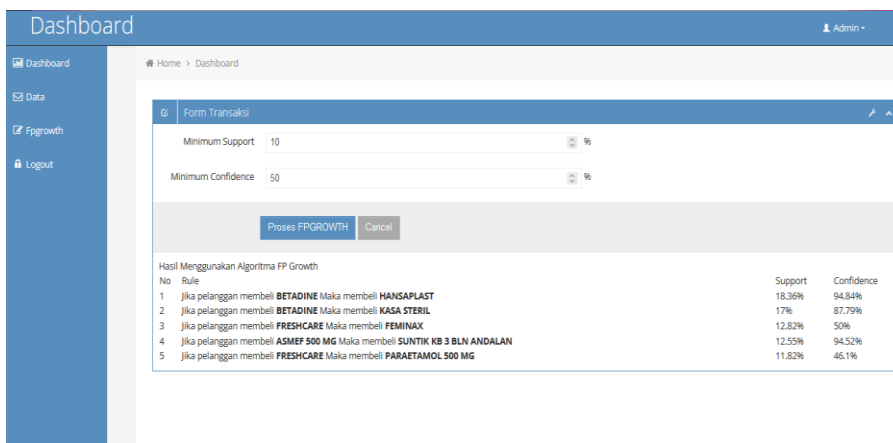 Dashboard
Admin
Dashboard
Data
Fpgrowth
Logout
Home > Dashboard
Form Transaksi
Minimum Support 10 %
Minimum Confidence 50 %
Proses FPGROWTH Cancel
Hasil Menggunakan Algoritma FP Growth
No Rule Support Confidence
1 Jika pelanggan membeli BETADINE Maka membeli HANSAPLAST 18.36% 94.84%
2 Jika pelanggan membeli BETADINE Maka membeli KASA STERIL 17% 87.79%
3 Jika pelanggan membeli FRESHCARE Maka membeli FEMINAX 12.82% 50%
4 Jika pelanggan membeli ASMEF 500 MG Maka membeli SUNTIK KB 3 BLN ANDALAN 12.55% 94.52%
5 Jika pelanggan membeli FRESHCARE Maka membeli PARAETAMOL 500 MG 11.82% 46.1%